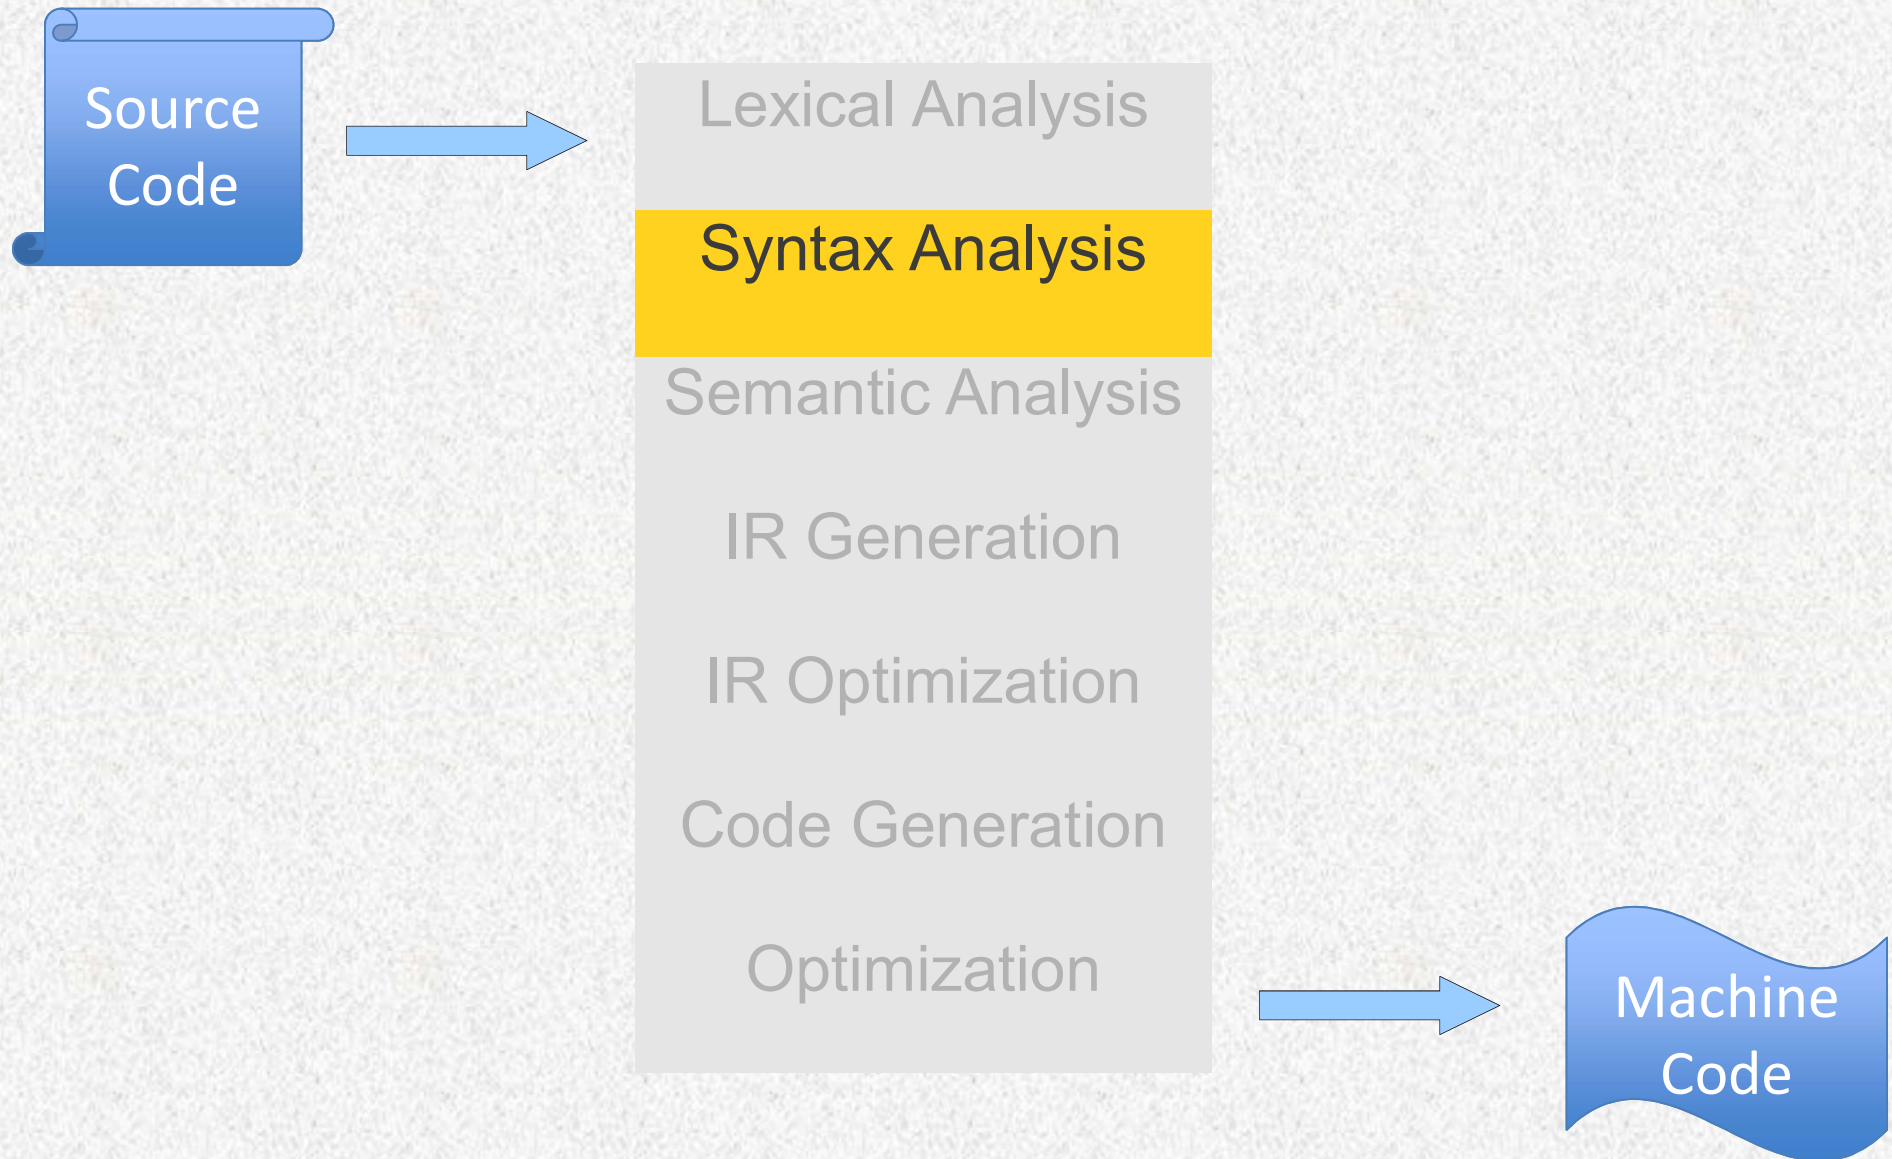 Source
Code
Lexical Analysis
Syntax Analysis
Semantic Analysis
IR Generation
IR Optimization
Code Generation
Optimization
Machine
Code